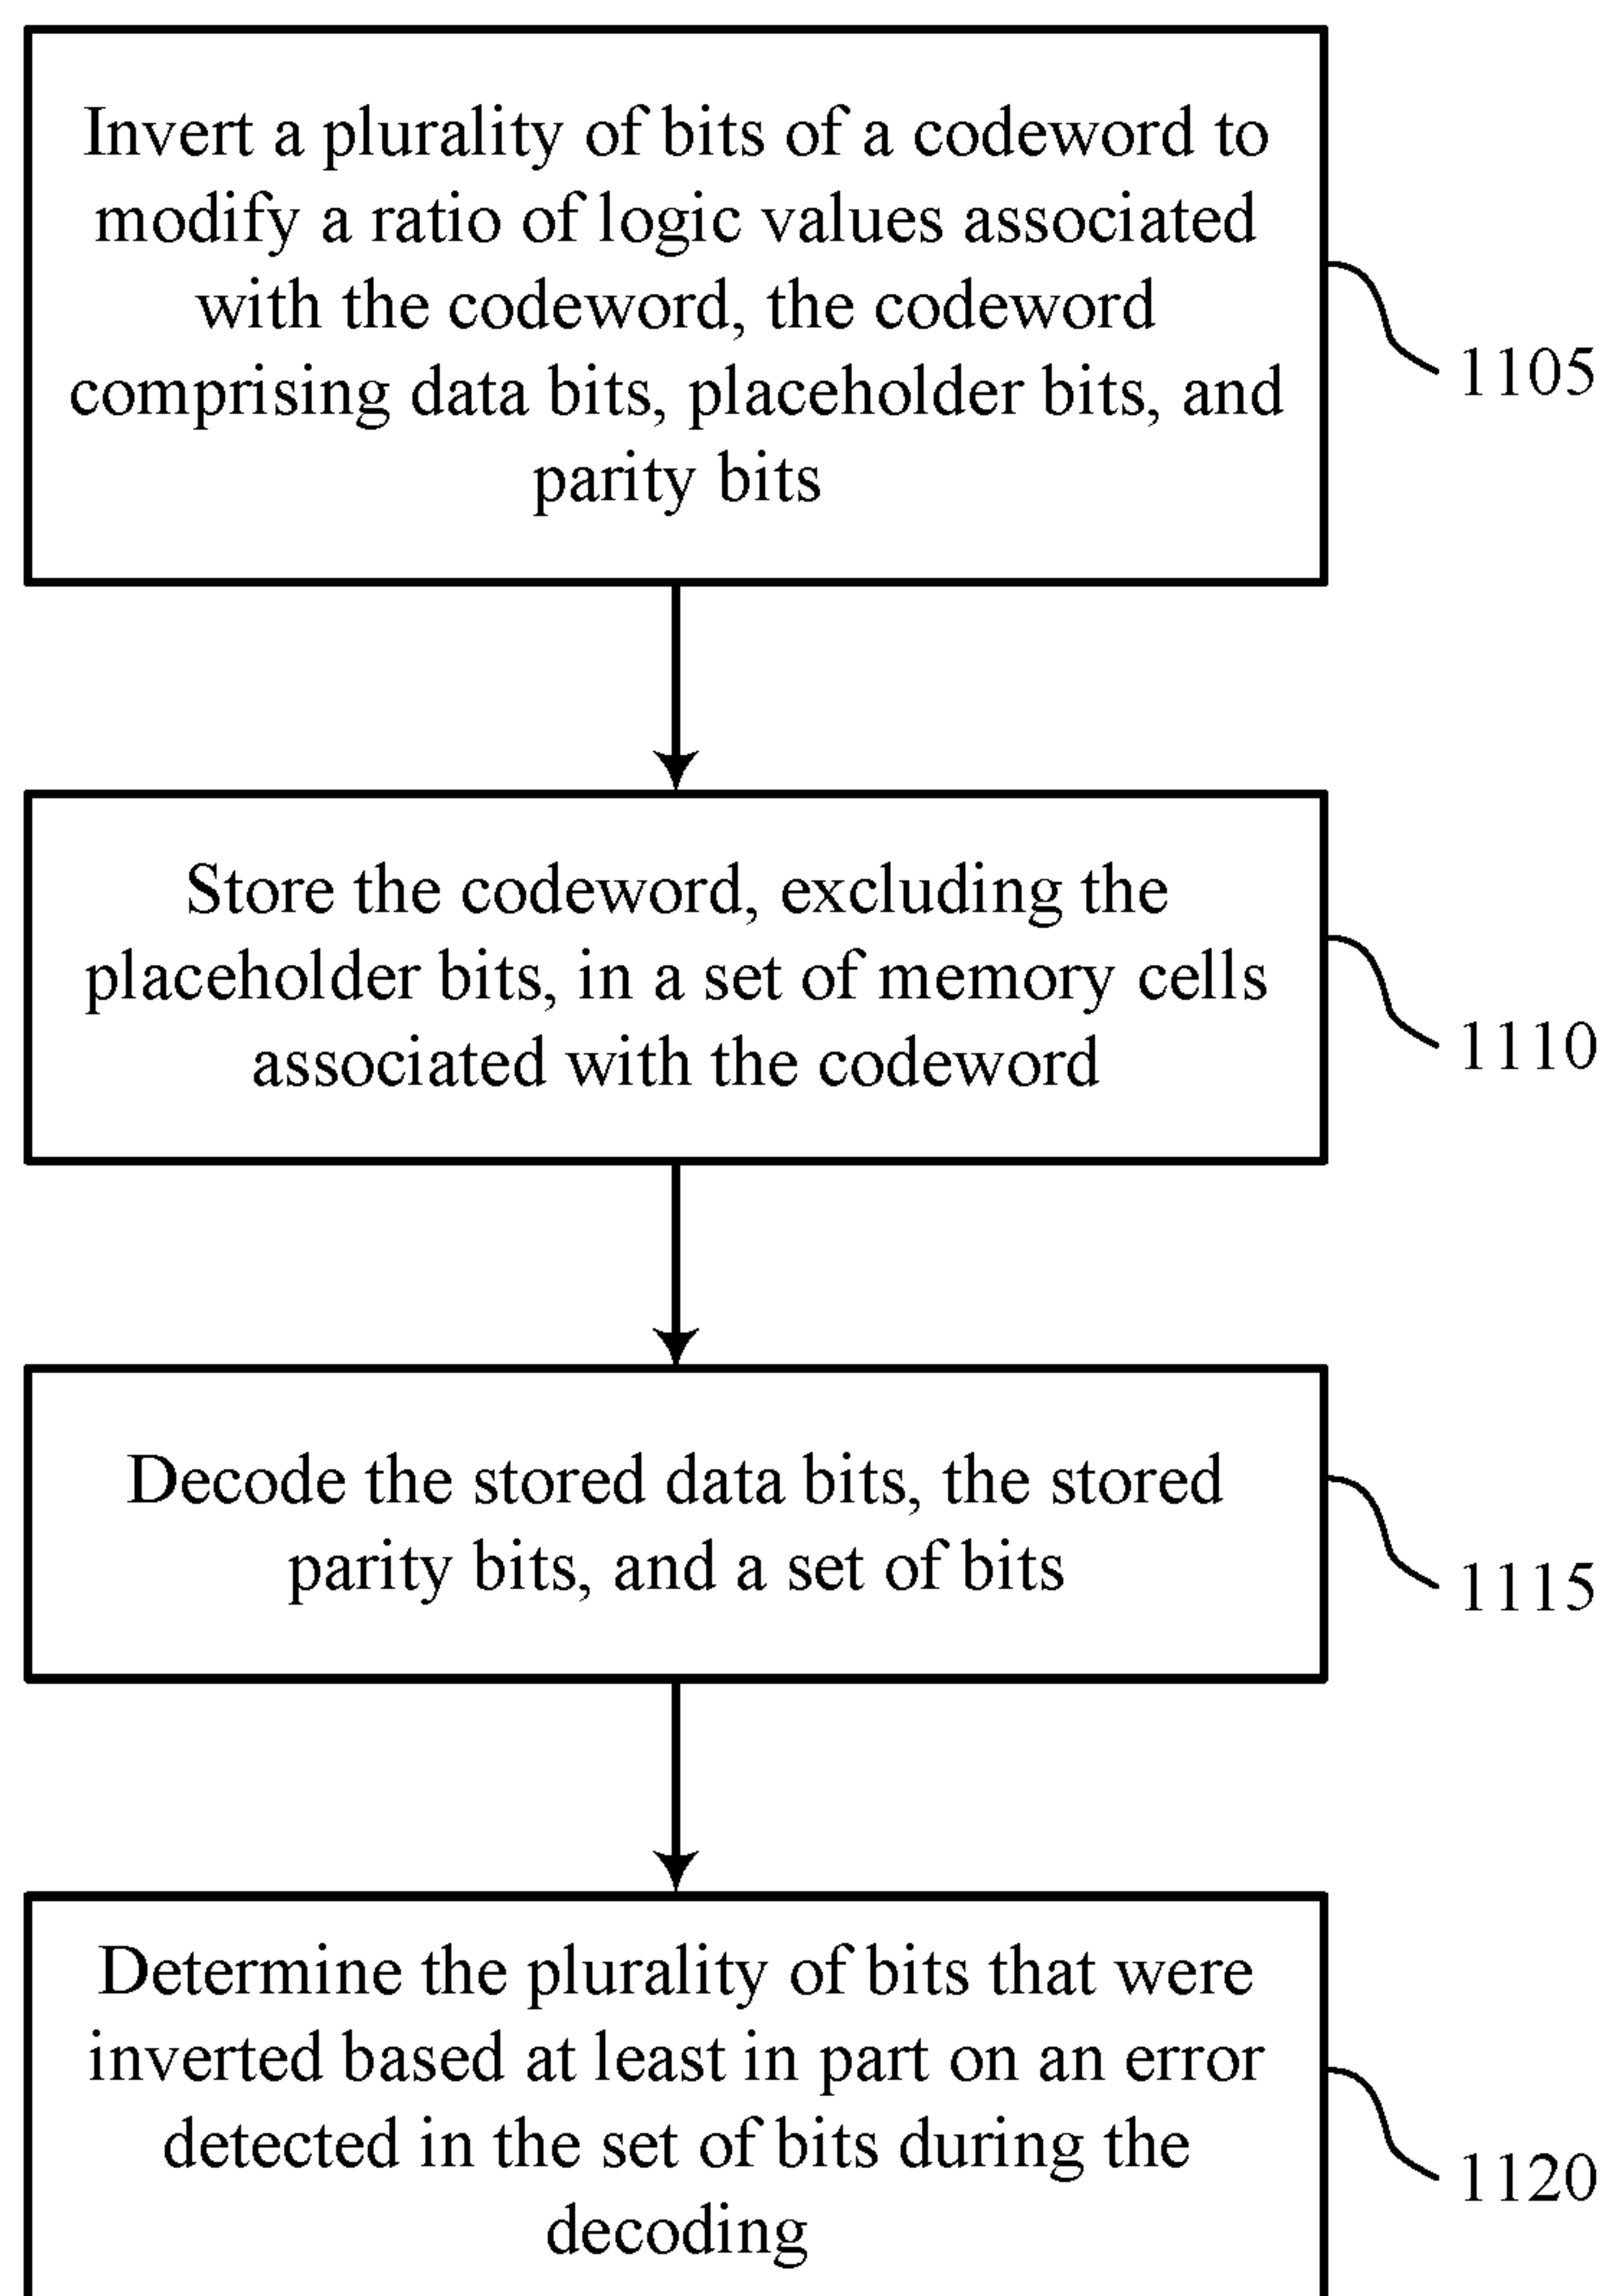 Invert a plurality of bits of a codeword to
modify a ratio of logic values associated
with the codeword, the codeword
comprising data bits, placeholder bits, and
parity bits
1105
Store the codeword, excluding the
placeholder bits, in a set of memory cells
associated with the codeword
1110
Decode the stored data bits, the stored
parity bits, and a set of bits
1115
Determine the plurality of bits that were
inverted based at least in part on an error
detected in the set of bits during the
decoding
1120